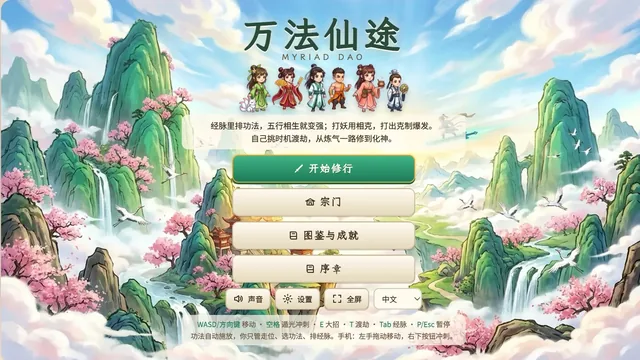 万法仙途
MYRIAD DAO
经脉里排功法，五行相生就变强；打妖用相克，打出克制爆发。
自己挑时机渡劫，从炼气一路修到化神。
开始修行
宗门
图鉴与成就
序章
声音 设置 全屏 中文
WASD/方向键 移动 · 空格 遁光冲刺 · E 大招 · T 渡劫 · Tab 经脉 · P/Esc 暂停
功法自动施放，你只管走位、选功法、排经脉。手机：左手拖动移动，右下按钮冲刺。